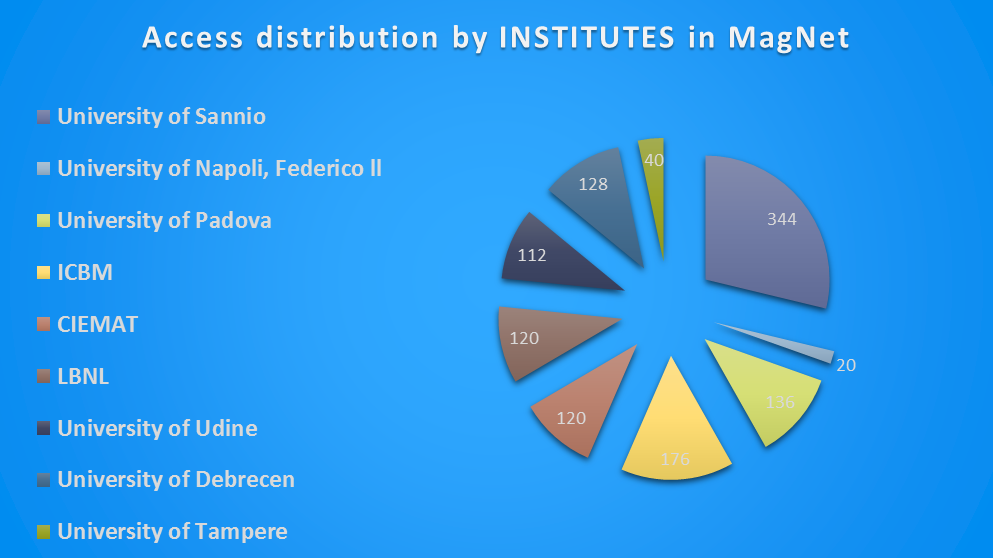 Access distribution by INSTITUTES in MagNet
University of Sannio
University of Napoli, Federico ll
University of Padova
ICBM
CIEMAT
LBNL
University of Udine
University of Debrecen
University of Tampere
344
20
136
176
120
120
112
128
40